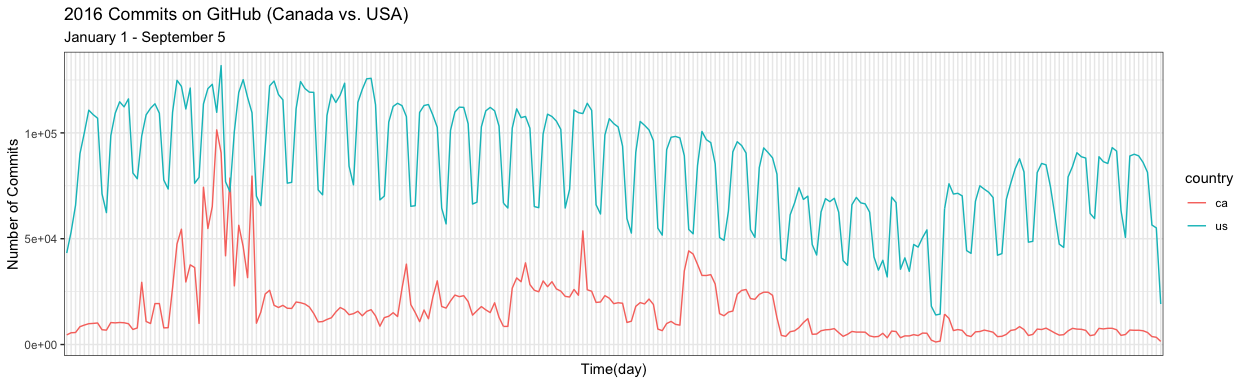 2016 Commits on GitHub (Canada vs. USA)
January 1 - September 5
Number of Commits
1e+05
5e+04
0e+00
Time(day)
country
ca
us